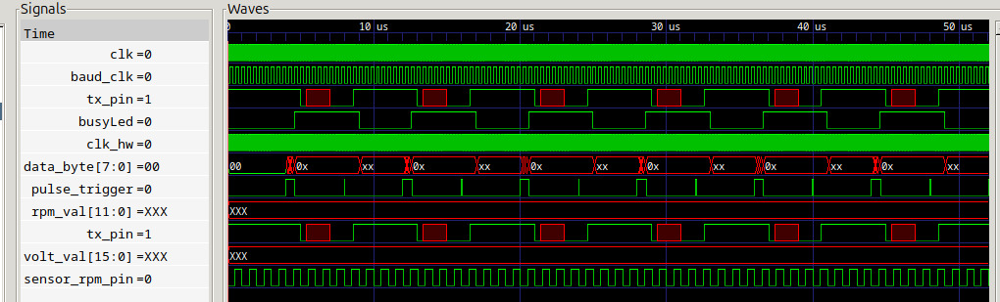 Signals
Waves
Time
0 10 us 20 us 30 us 40 us 50 us
clk =0
baud_clk =0
tx_pin =1
busyLed =0
clk_hw =0
data_byte[7:0] =00
00 0x xx 0x xx 0x xx 0x xx 0x xx 0x xx
pulse_trigger =0
rpm_val[11:0] =XXX
XXX
tx_pin =1
volt_val[15:0] =XXX
XXX
sensor_rpm_pin =0